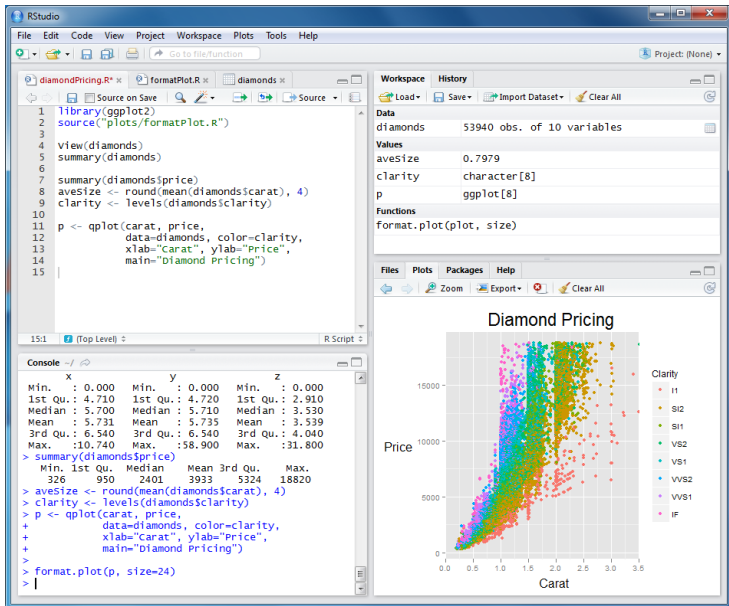 RStudio
File Edit Code View Project Workspace Plots Tools Help
Go to file/function Project: (None)
diamondPricing.R* × formatPlot.R × diamonds ×
Source on Save Source
1 library(ggplot2)
2 source("plots/formatPlot.R")
3
4 View(diamonds)
5 summary(diamonds)
6
7 summary(diamonds$price)
8 aveSize <- round(mean(diamonds$carat), 4)
9 clarity <- levels(diamonds$clarity)
10
11 p <- qplot(carat, price,
12 data=diamonds, color=clarity,
13 xlab="Carat", ylab="Price",
14 main="Diamond Pricing")
15
15:1 (Top Level) R Script
Console ~/
x y z
Min. : 0.000 Min. : 0.000 Min. : 0.000
1st Qu.: 4.710 1st Qu.: 4.720 1st Qu.: 2.910
Median : 5.700 Median : 5.710 Median : 3.530
Mean : 5.731 Mean : 5.735 Mean : 3.539
3rd Qu.: 6.540 3rd Qu.: 6.540 3rd Qu.: 4.040
Max. :10.740 Max. :58.900 Max. :31.800
> summary(diamonds$price)
Min. 1st Qu. Median Mean 3rd Qu. Max.
326 950 2401 3933 5324 18820
> aveSize <- round(mean(diamonds$carat), 4)
> clarity <- levels(diamonds$clarity)
> p <- qplot(carat, price,
+ data=diamonds, color=clarity,
+ xlab="Carat", ylab="Price",
+ main="Diamond Pricing")
>
> format.plot(p, size=24)
>
Workspace History
Load Save Import Dataset Clear All
Data
diamonds 53940 obs. of 10 variables
Values
aveSize 0.7979
clarity character[8]
p ggplot[8]
Functions
format.plot(plot, size)
Files Plots Packages Help
Zoom Export Clear All
Diamond Pricing
Price
15000
10000
5000
0
0.0 0.5 1.0 1.5 2.0 2.5 3.0 3.5
Carat
Clarity
I1
SI2
SI1
VS2
VS1
VVS2
VVS1
IF